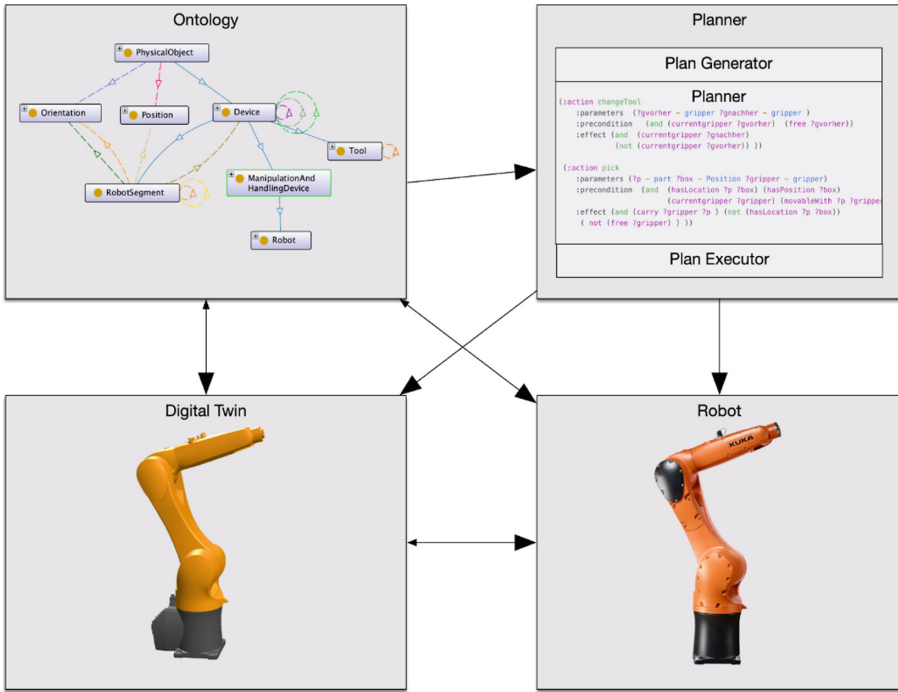 Ontology
PhysicalObject
Orientation
Position
Device
Tool
RobotSegment
ManipulationAnd
HandlingDevice
Robot
Planner
Plan Generator
Planner
(:action changeTool
:parameters (?gvorher - gripper ?gnachher - gripper )
:precondition (and (currentgripper ?gvorher) (free ?gvorher))
:effect (and (currentgripper ?gnachher)
(not (currentgripper ?gvorher)) ))
(:action pick
:parameters (?p - part ?box - Position ?gripper - gripper)
:precondition (and (hasLocation ?p ?box) (hasPosition ?box)
(currentgripper ?gripper) (movableWith ?p ?gripper
:effect (and (carry ?gripper ?p ) (not (hasLocation ?p ?box))
( not (free ?gripper) ) ))
Plan Executor
Digital Twin
Robot
KUKA